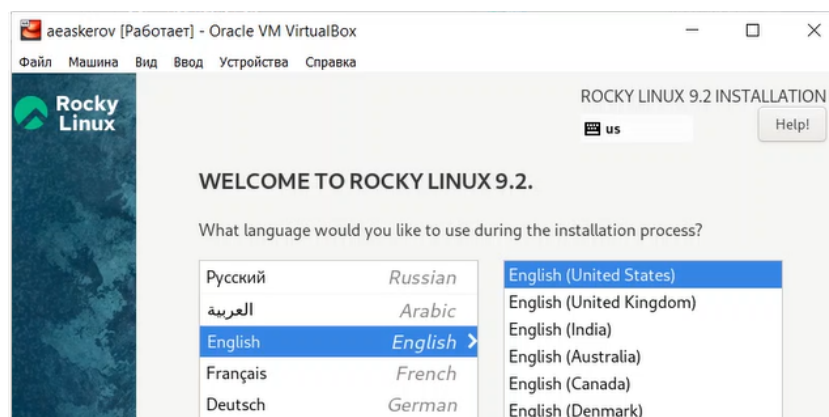 aeaskerov [Работает] - Oracle VM VirtualBox
Файл Машина Вид Ввод Устройства Справка
Rocky
Linux
ROCKY LINUX 9.2 INSTALLATION
us
Help!
WELCOME TO ROCKY LINUX 9.2.
What language would you like to use during the installation process?
Русский Russian
العربية Arabic
English English
Français French
Deutsch German
English (United States)
English (United Kingdom)
English (India)
English (Australia)
English (Canada)
English (Denmark)